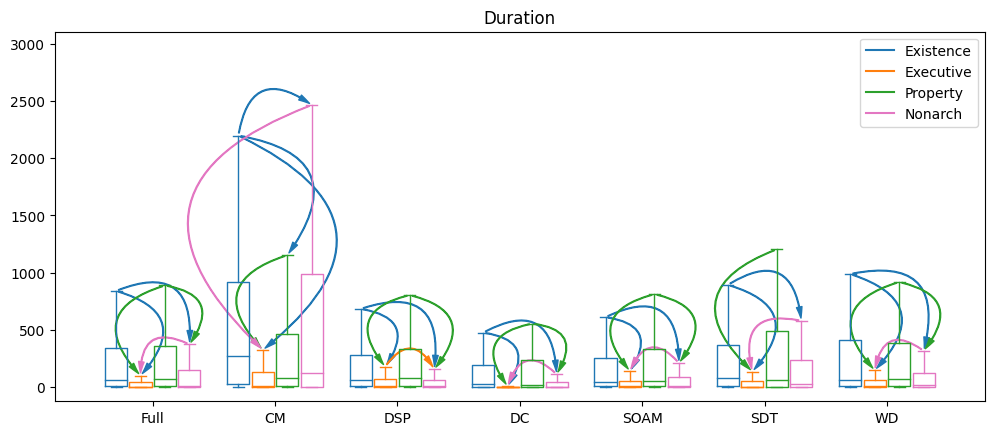 Duration
3000
2500
2000
1500
1000
500
0
Full CM DSP DC SOAM SDT WD
Existence
Executive
Property
Nonarch